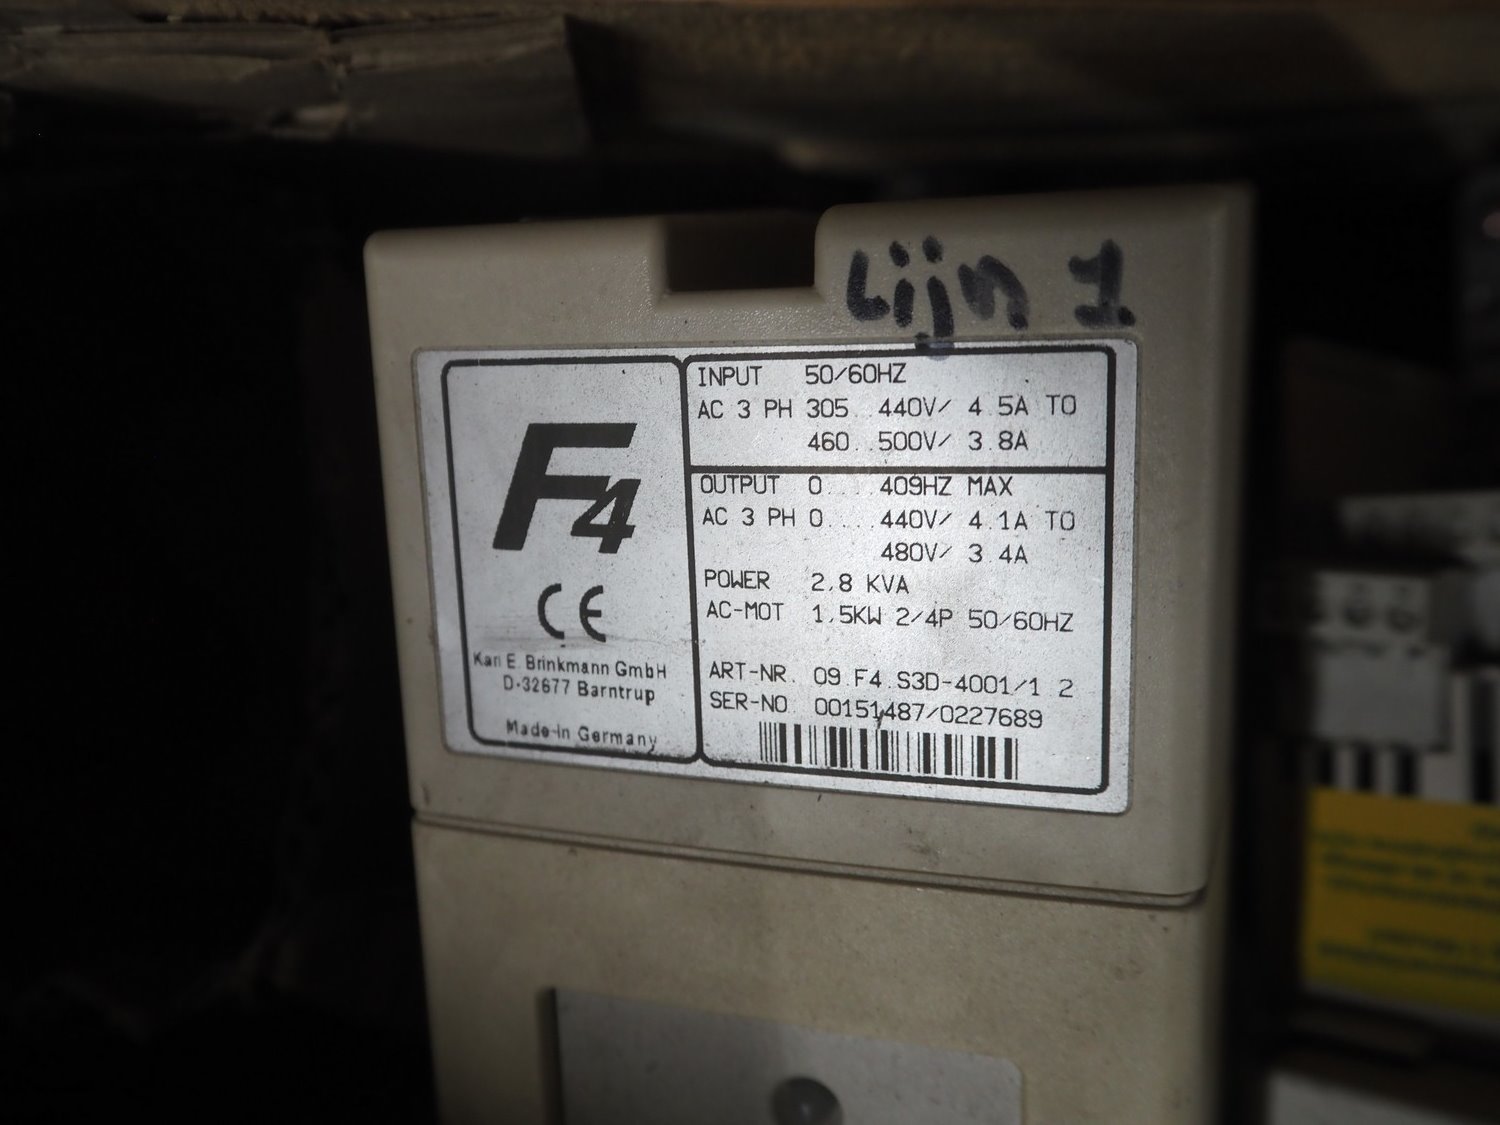 Lijn 1
F4
CE
Karl E. Brinkmann GmbH
D-32677 Barntrup
Made-in Germany
INPUT 50/60HZ
AC 3 PH 305..440V/ 4.5A TO
460..500V/ 3.8A
OUTPUT 0....409HZ MAX
AC 3 PH 0....440V/ 4.1A TO
480V/ 3.4A
POWER 2.8 KVA
AC-MOT 1.5KW 2/4P 50/60HZ
ART-NR. 09.F4.S3D-4001/1.2
SER-NO. 00151487/0227689